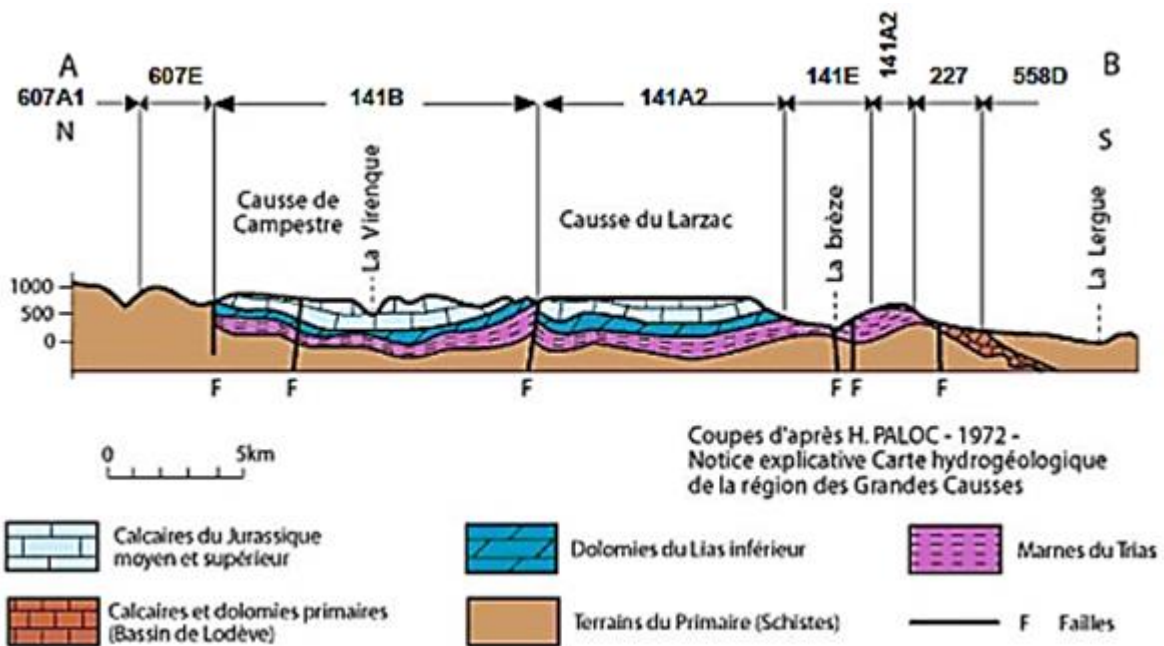 A
B
607A1
607E
141B
141A2
141E
141A2
227
558D
N
S
Causse de
Campestre
La Virenque
Causse du Larzac
La brèze
La Lergue
1000
500
0
F
F
F
F
F
F
0
5km
Coupes d'après H. PALOC - 1972 -
Notice explicative Carte hydrogéologique
de la région des Grandes Causses
Calcaires du Jurassique
moyen et supérieur
Dolomies du Lias inférieur
Marnes du Trias
Calcaires et dolomies primaires
(Bassin de Lodève)
Terrains du Primaire (Schistes)
F Failles